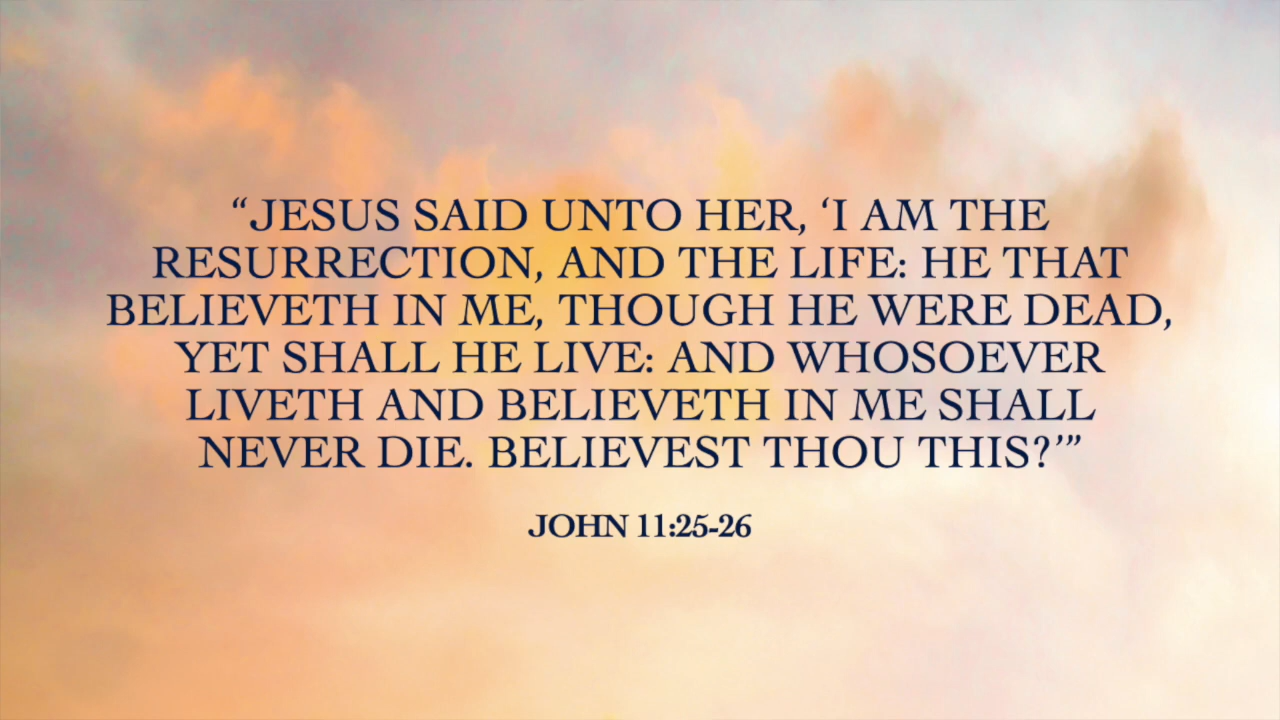 “JESUS SAID UNTO HER, ‘I AM THE
RESURRECTION, AND THE LIFE: HE THAT
BELIEVETH IN ME, THOUGH HE WERE DEAD,
YET SHALL HE LIVE: AND WHOSOEVER
LIVETH AND BELIEVETH IN ME SHALL
NEVER DIE. BELIEVEST THOU THIS?’”
JOHN 11:25-26